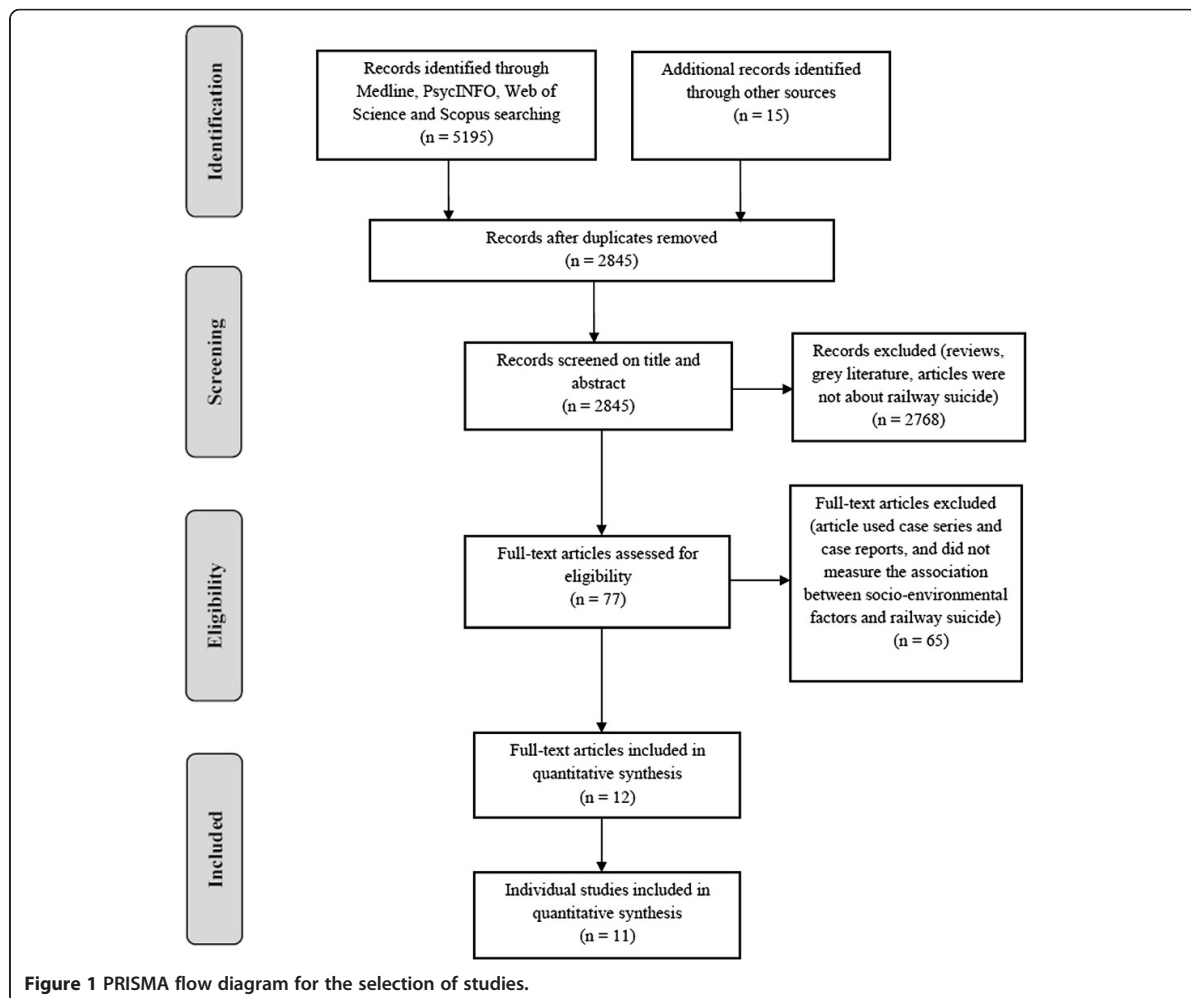 Identification
Records identified through
Medline, PsycINFO, Web of
Science and Scopus searching
(n = 5195)
Additional records identified
through other sources
(n = 15)
Records after duplicates removed
(n = 2845)
Screening
Records screened on title and
abstract
(n = 2845)
Records excluded (reviews,
grey literature, articles were
not about railway suicide)
(n = 2768)
Eligibility
Full-text articles assessed for
eligibility
(n = 77)
Full-text articles excluded
(article used case series and
case reports, and did not
measure the association
between socio-environmental
factors and railway suicide)
(n = 65)
Included
Full-text articles included in
quantitative synthesis
(n = 12)
Individual studies included in
quantitative synthesis
(n = 11)
Figure 1 PRISMA flow diagram for the selection of studies.